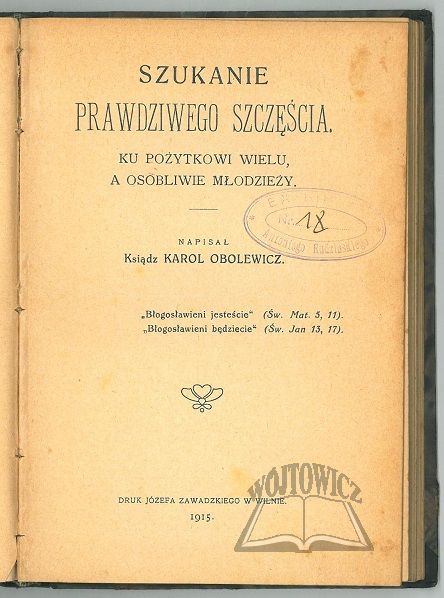 SZUKANIE
PRAWDZIWEGO SZCZĘŚCIA.
KU POŻYTKOWI WIELU,
A OSOBLIWIE MŁODZIEŻY.
NAPISAŁ
Ksiądz KAROL OBOLEWICZ.
18
Antoniego
„Błogosławieni jesteście“ (Św. Mat. 5, 11).
„Błogosławieni będziecie“ (Św. Jan 13, 17).
DRUK JÓZEFA ZAWADZKIEGO W WILNIE.
1915.
WÓJTOWICZ